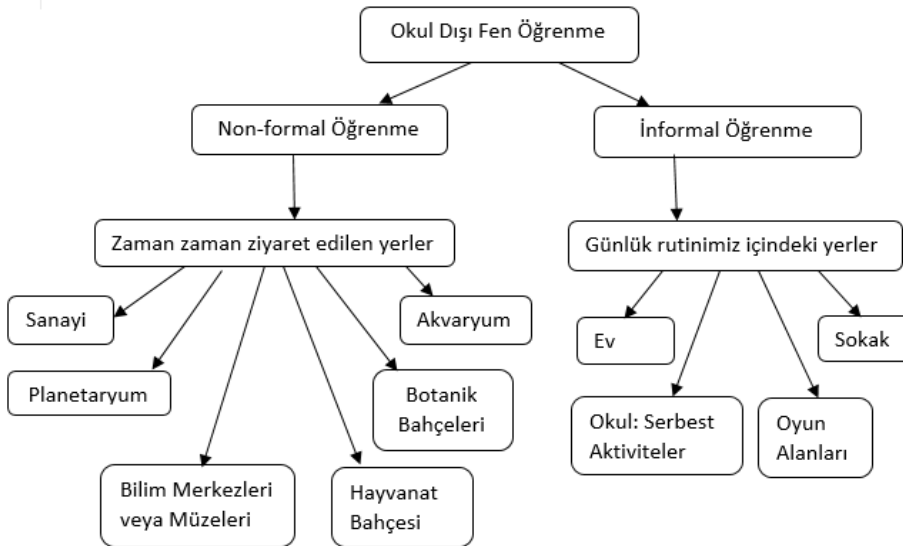 Okul Dışı Fen Öğrenme
Non-formal Öğrenme
İnformal Öğrenme
Zaman zaman ziyaret edilen yerler
Günlük rutinimiz içindeki yerler
Sanayi
Akvaryum
Ev
Sokak
Planetaryum
Botanik
Bahçeleri
Okul: Serbest
Aktiviteler
Oyun
Alanları
Bilim Merkezleri
veya Müzeleri
Hayvanat
Bahçesi